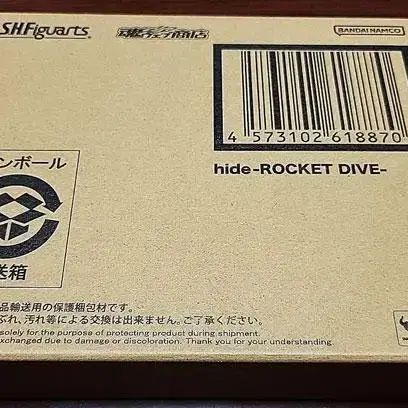 S.H.Figuarts
魂ウェブ商店
BANDAI NAMCO
4 573102 618870
hide-ROCKET DIVE-
ンボール
送箱
品輸送用の保護梱包材です。
ぶれ、汚れ等による交換は出来ません。ご了承ください。
solely for the purpose of protecting product during shipment.
exchanged due to damage or discoloration. Thank you for your understanding.